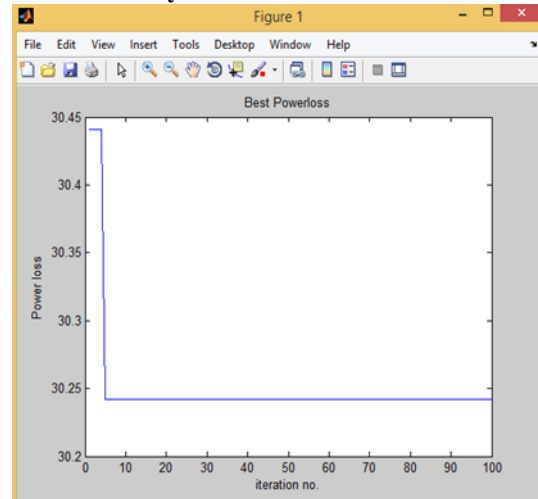 Figure 1
File Edit View Insert Tools Desktop Window Help
Best Powerloss
30.45
30.4
30.35
30.3
30.25
30.2
Power loss
0 10 20 30 40 50 60 70 80 90 100
iteration no.